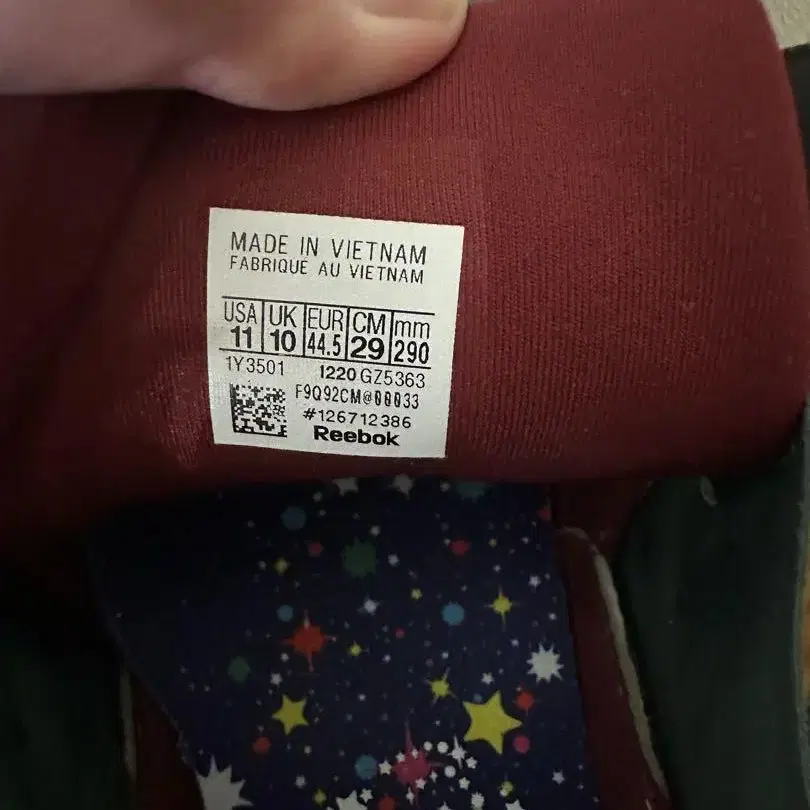 MADE IN VIETNAM
FABRIQUÉ AU VIETNAM
USA UK EUR CM mm
11 10 44.5 29 290
1Y3501 1220 GZ5363
F9Q92CM@00033
#126712386
Reebok